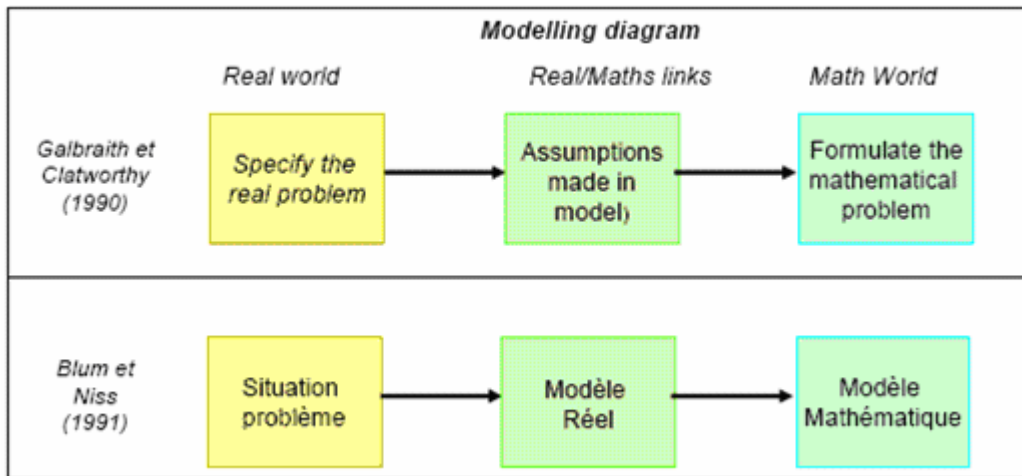 Modelling diagram
Real world
Real/Maths links
Math World
Galbraith et
Clatworthy
(1990)
Specify the
real problem
Assumptions
made in
model)
Formulate the
mathematical
problem
Blum et
Niss
(1991)
Situation
problème
Modèle
Réel
Modèle
Mathématique